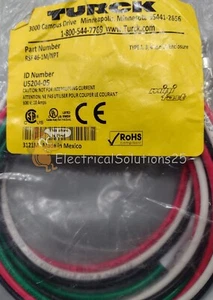 TURCK
3000 Campus Drive Minneapolis, Minnesota 55441-2656
1-800-544-7769 www.turck.com
Part Number
RSF 46-1M/NPT
ID Number
U5204-05
CAUTION: NOT FOR INTERRUPTING CURRENT
ATTENTION: NE PAS UTILISER POUR COUPER LE COURANT
LISTED
RoHS
ElectricalSolutions25
Made in Mexico